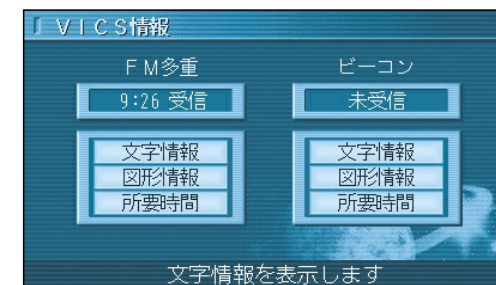 VICS情報
FM多重 ビーコン
9:26 受信 未受信
文字情報 文字情報
図形情報 図形情報
所要時間 所要時間
文字情報を表示します